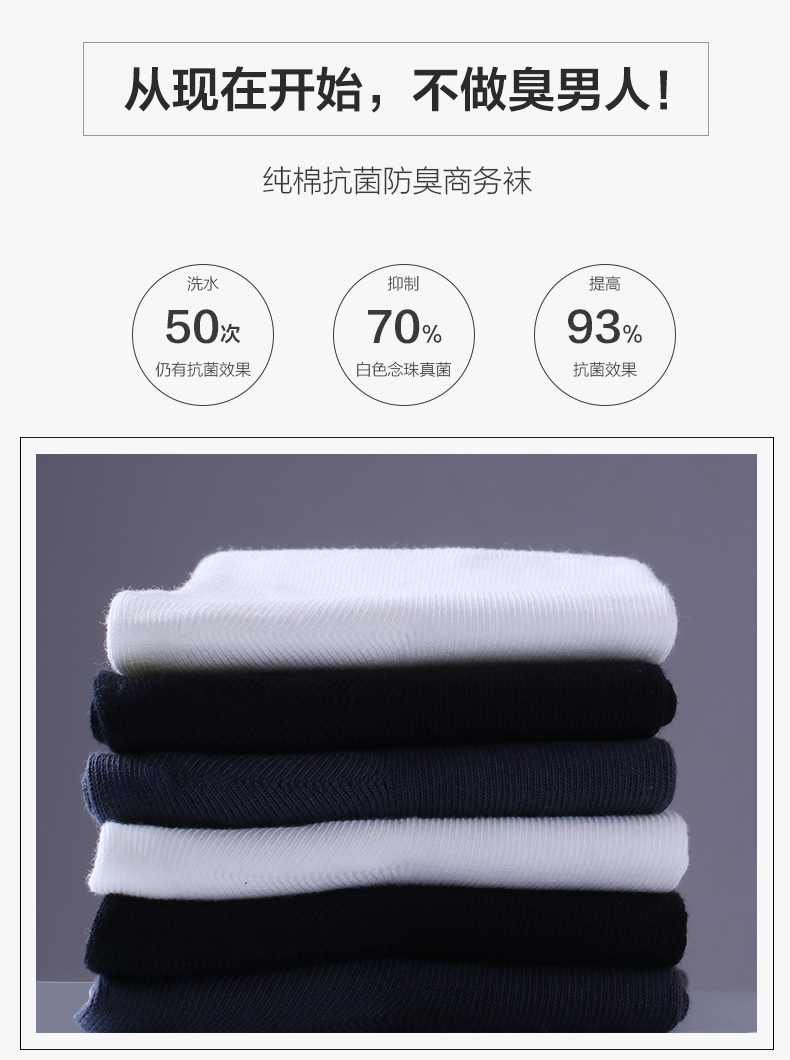 从现在开始，不做臭男人！
纯棉抗菌防臭商务袜
洗水
50次
仍有抗菌效果
抑制
70%
白色念珠真菌
提高
93%
抗菌效果